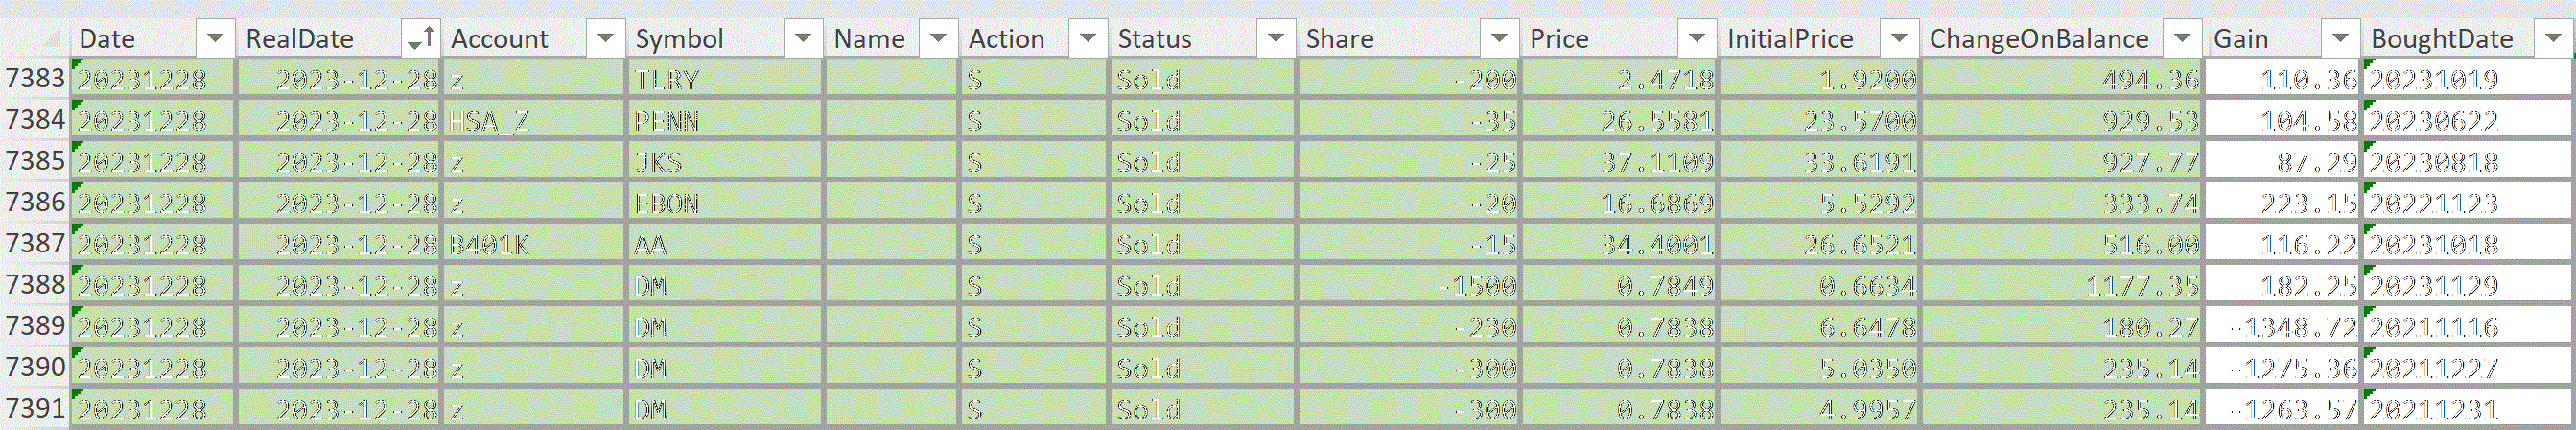 Date RealDate Account Symbol Name Action Status Share Price InitialPrice ChangeOnBalance Gain BoughtDate
7383 20231228 2023-12-28 z TLRY S Sold -200 2.4718 1.9200 494.36 110.36 20231019
7384 20231228 2023-12-28 HSA_Z PENN S Sold -35 26.5581 23.5700 929.53 104.58 20230622
7385 20231228 2023-12-28 z JKS S Sold -25 37.1109 33.6191 927.77 87.29 20230818
7386 20231228 2023-12-28 z EBON S Sold -20 16.6869 5.5292 333.74 223.15 20221123
7387 20231228 2023-12-28 B401K AA S Sold -15 34.4001 26.6521 516.00 116.22 20231018
7388 20231228 2023-12-28 z DM S Sold -1500 0.7849 0.6634 1177.35 182.25 20231129
7389 20231228 2023-12-28 z DM S Sold -230 0.7838 6.6478 180.27 -1348.72 20211116
7390 20231228 2023-12-28 z DM S Sold -300 0.7838 5.0350 235.14 -1275.36 20211227
7391 20231228 2023-12-28 z DM S Sold -300 0.7838 4.9957 235.14 -1263.57 20211231